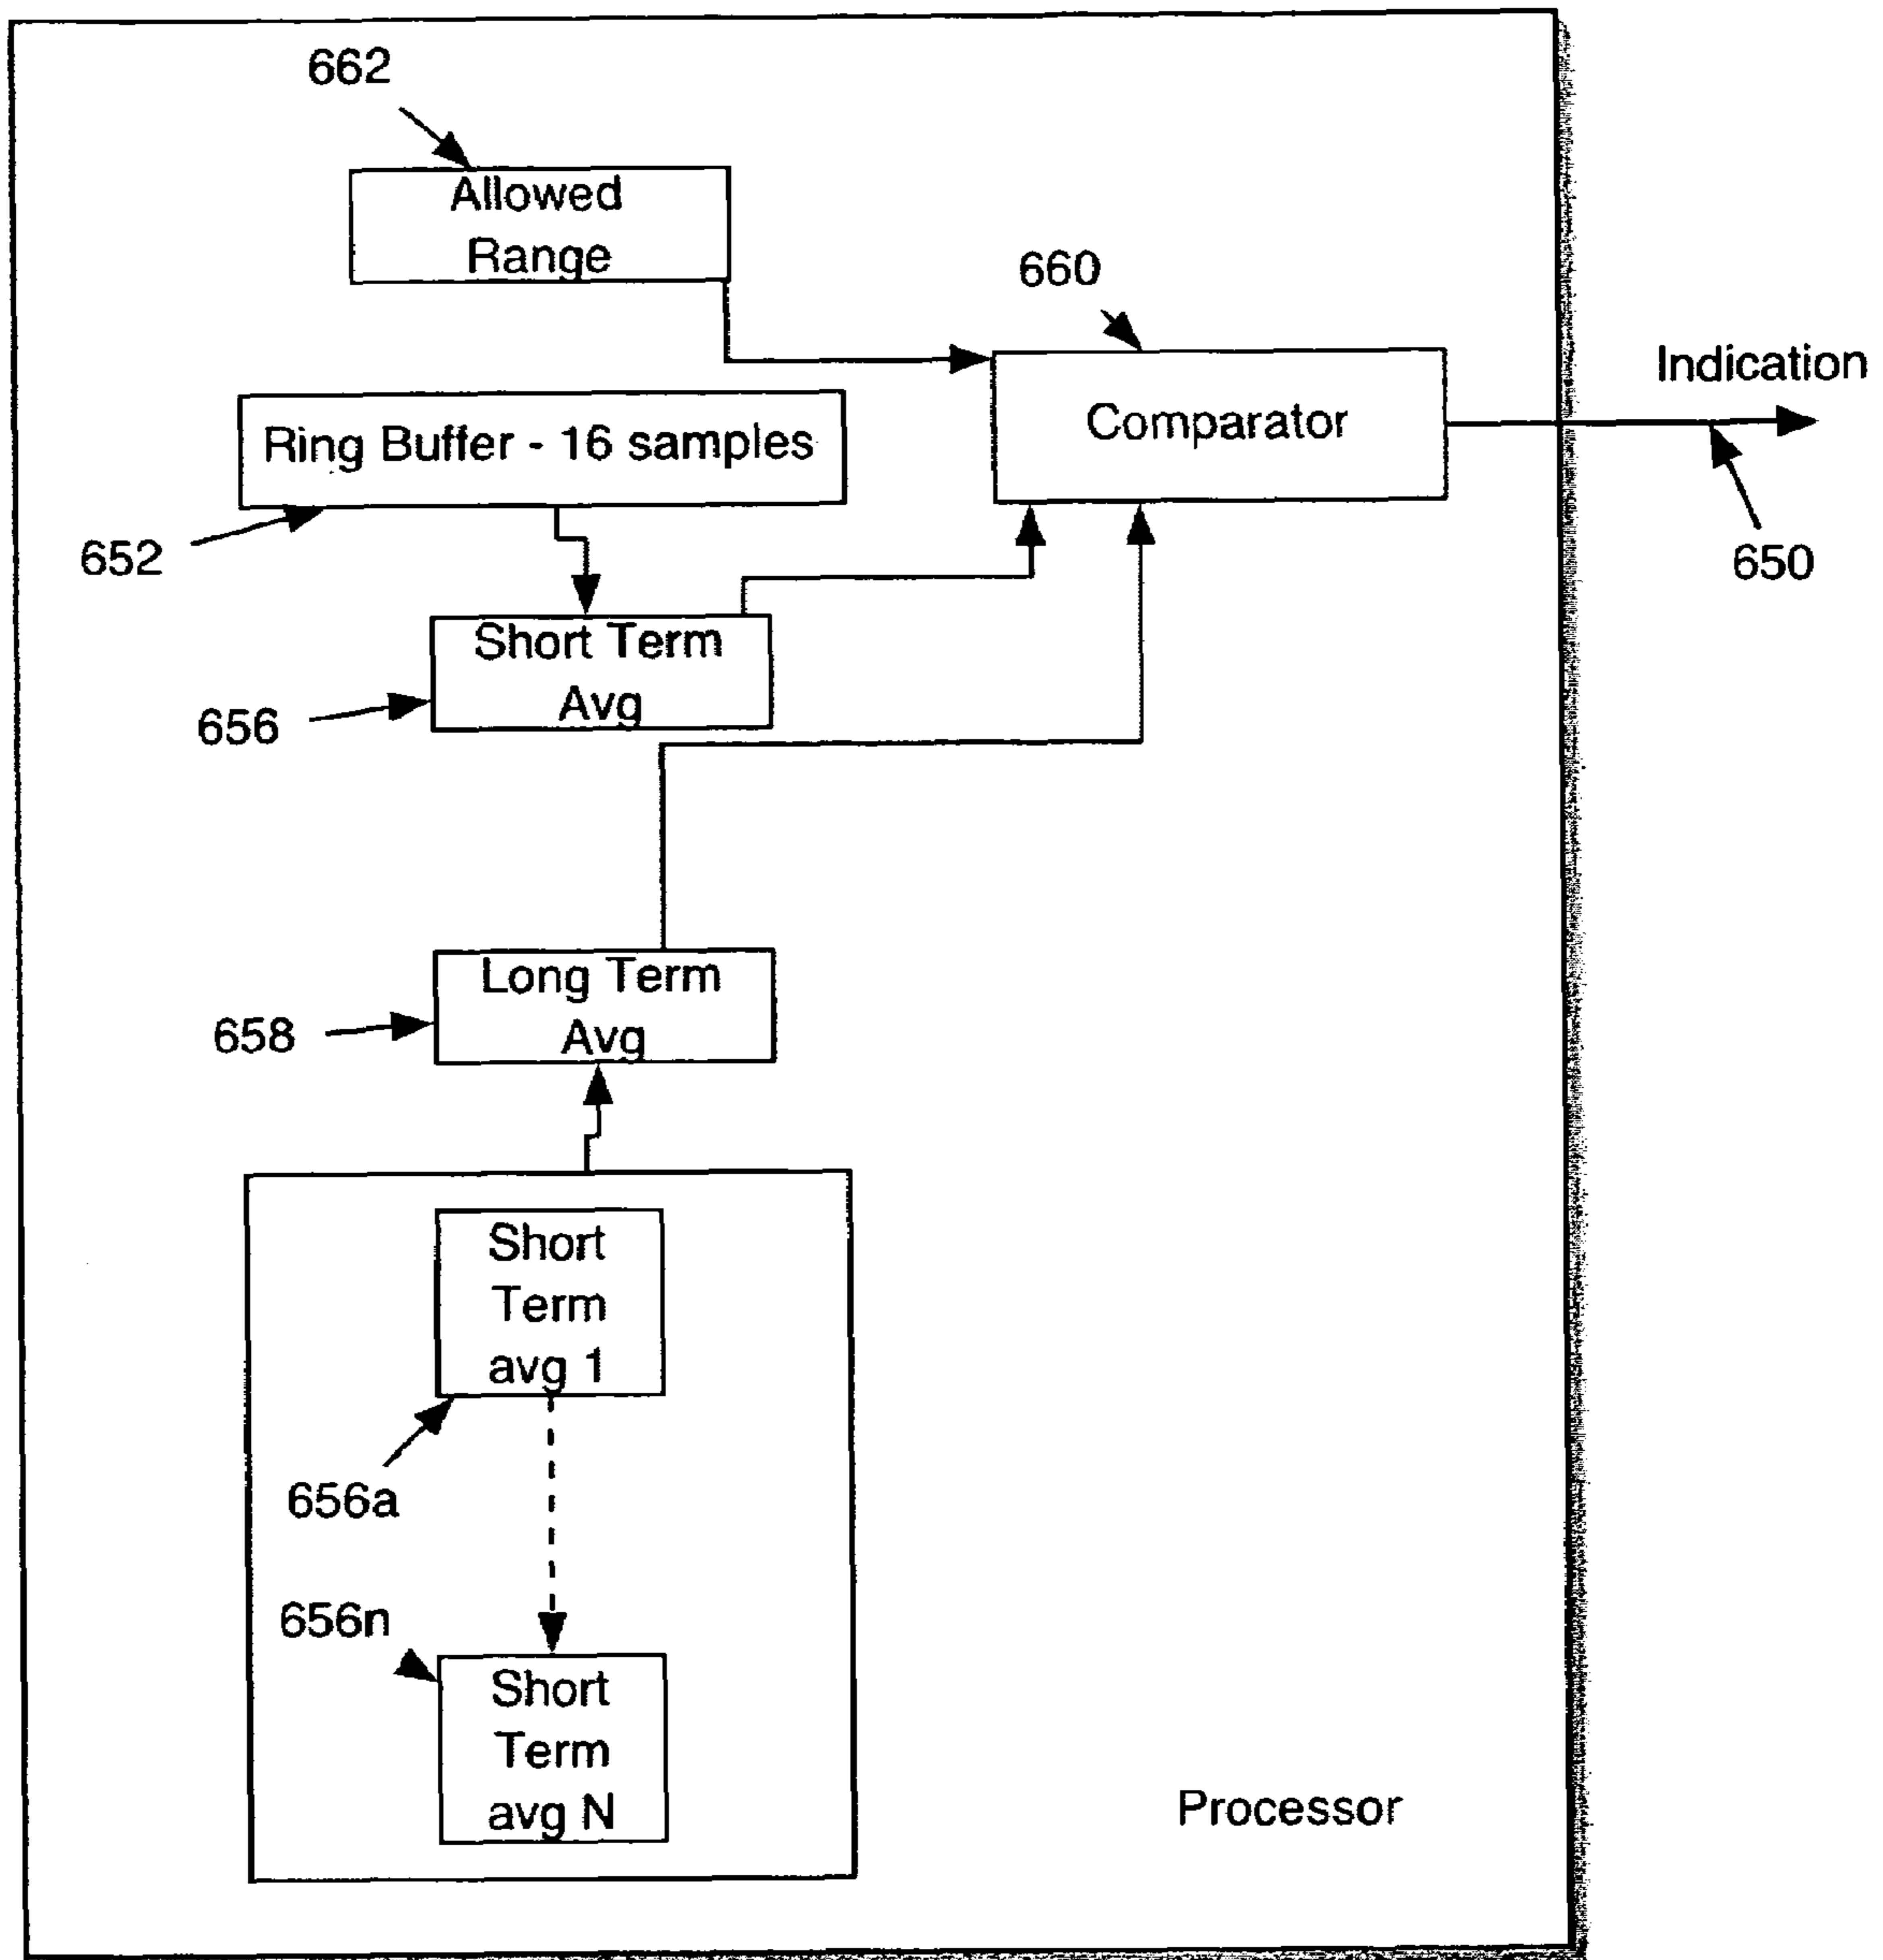 662
Allowed
Range
660
Indication
Comparator
Ring Buffer - 16 samples
652
650
Short Term
Avg
656
Long Term
Avg
658
Short
Term
avg 1
656a
656n
Short
Term
avg N
Processor